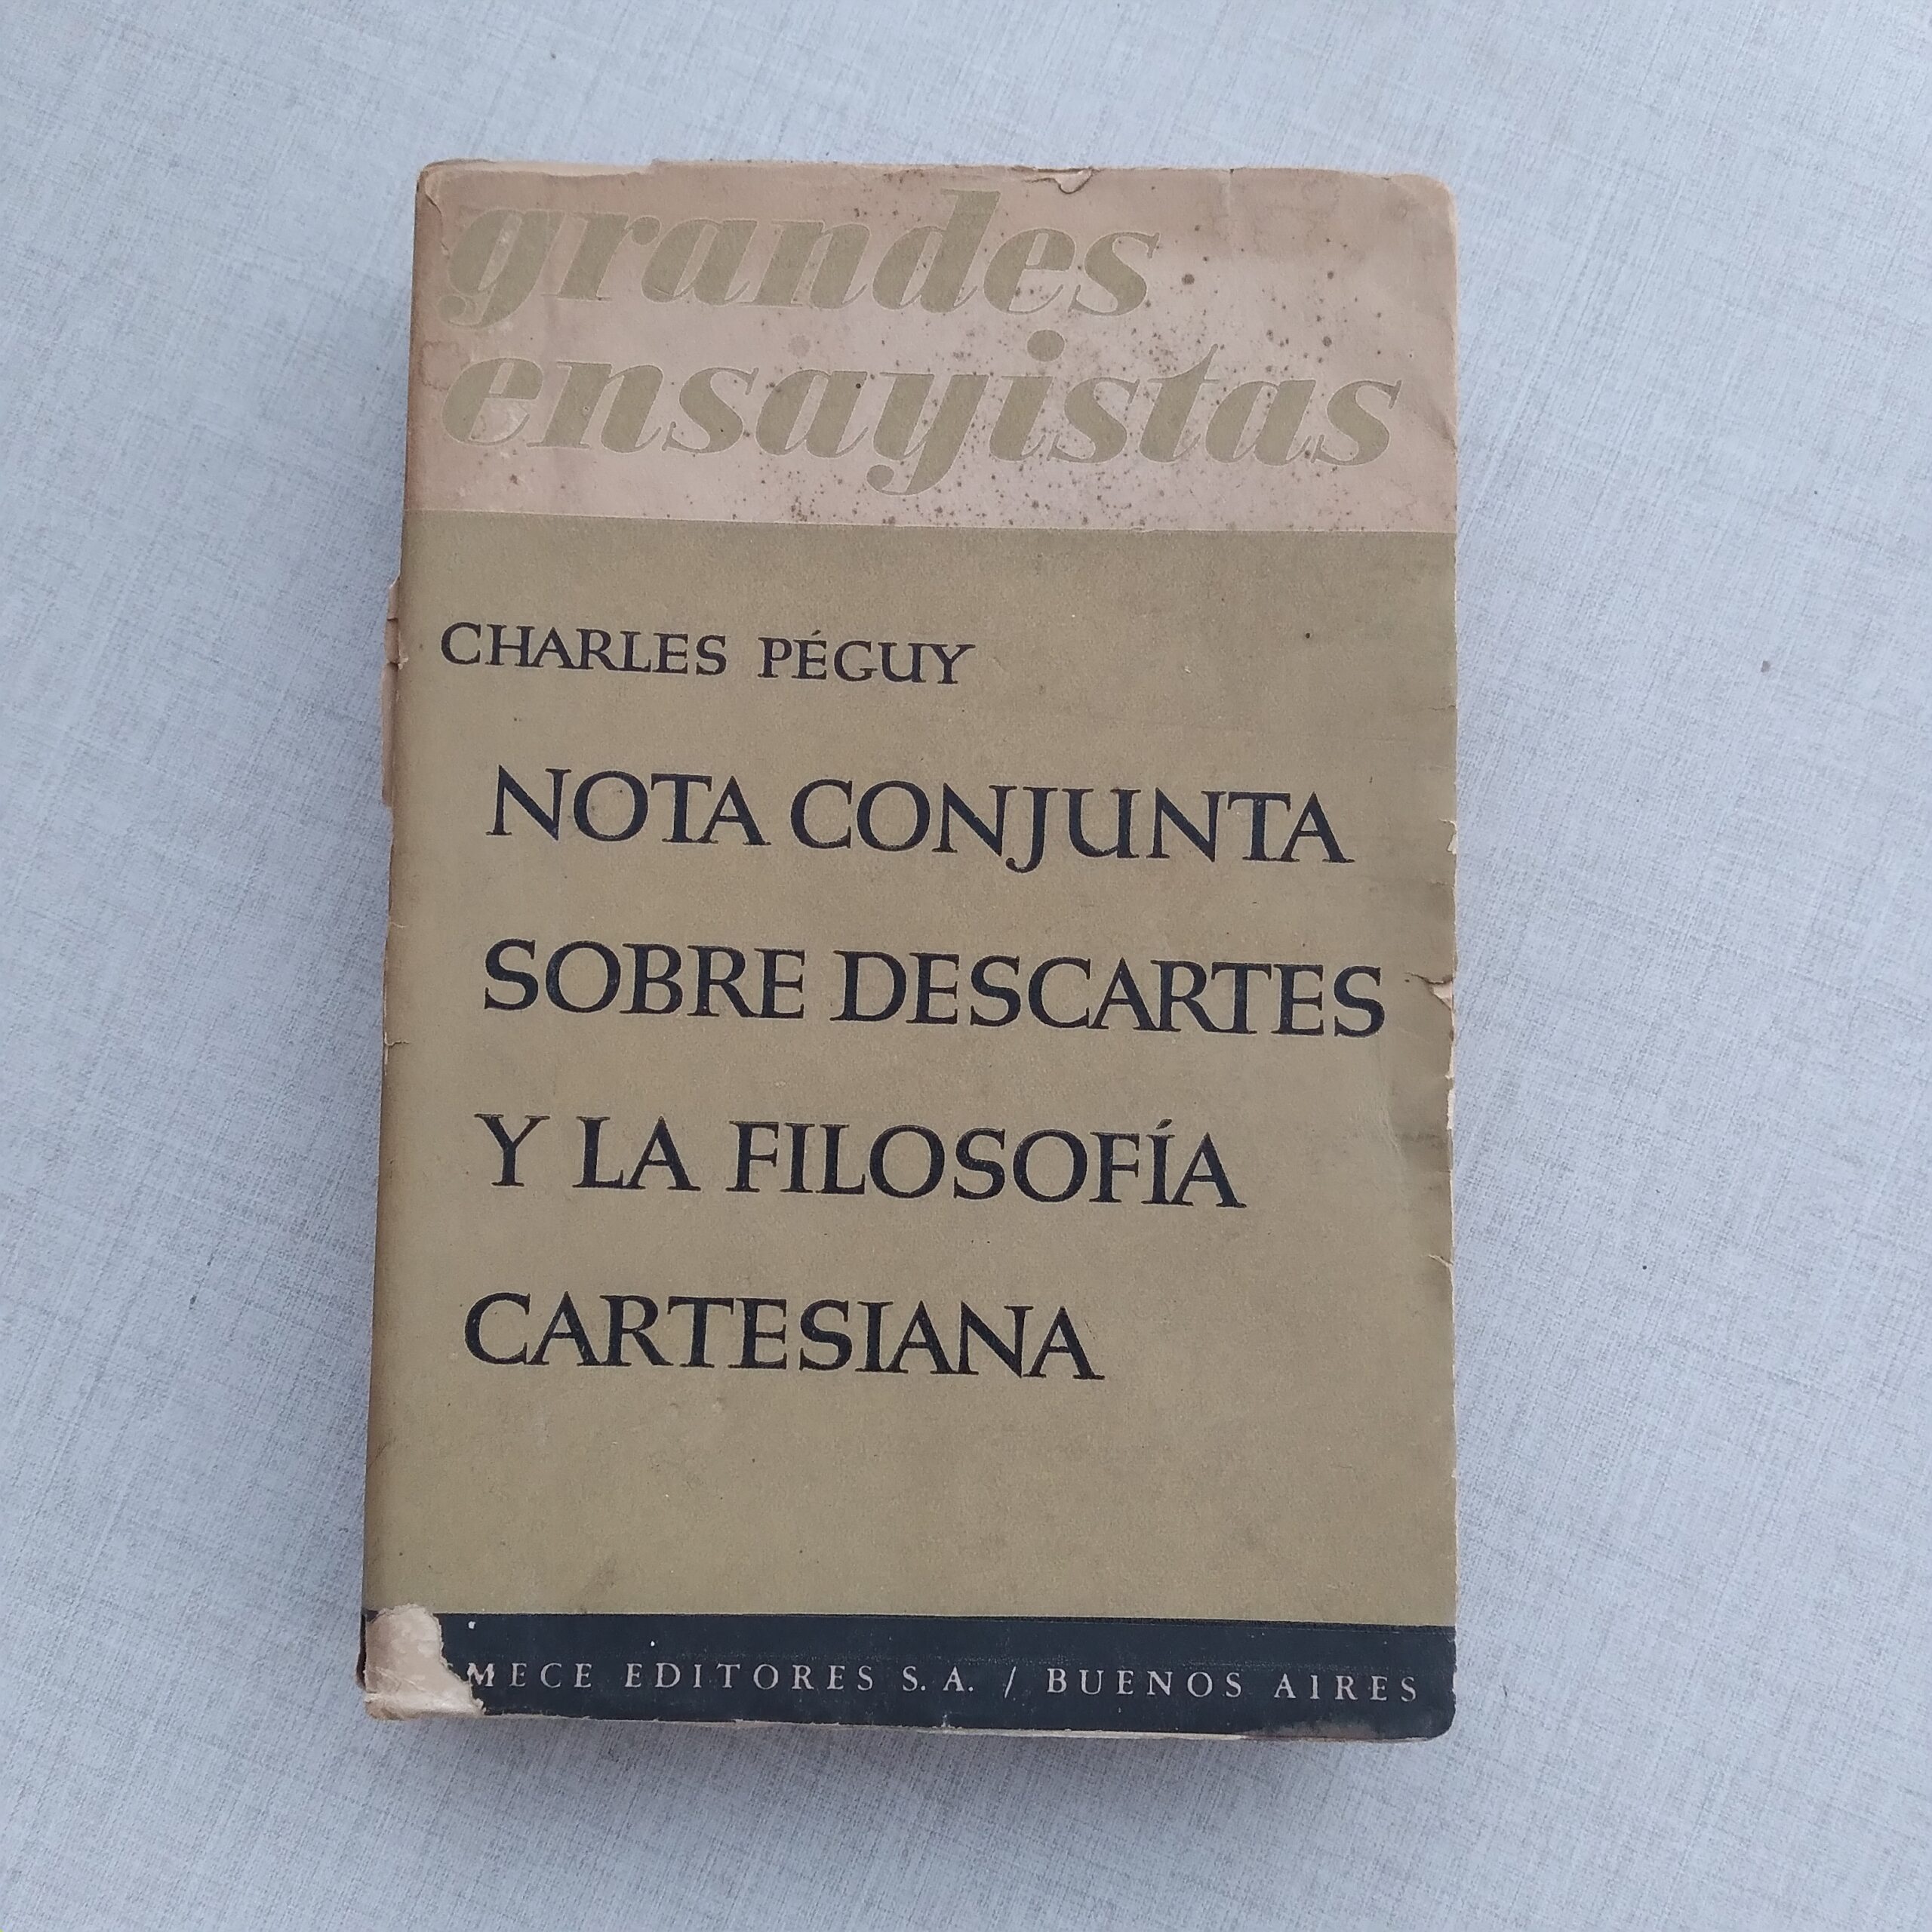 grandes
ensayistas
CHARLES PÉGUY
NOTA CONJUNTA
SOBRE DESCARTES
Y LA FILOSOFÍA
CARTESIANA
MECE EDITORES S. A. / BUENOS AIRES